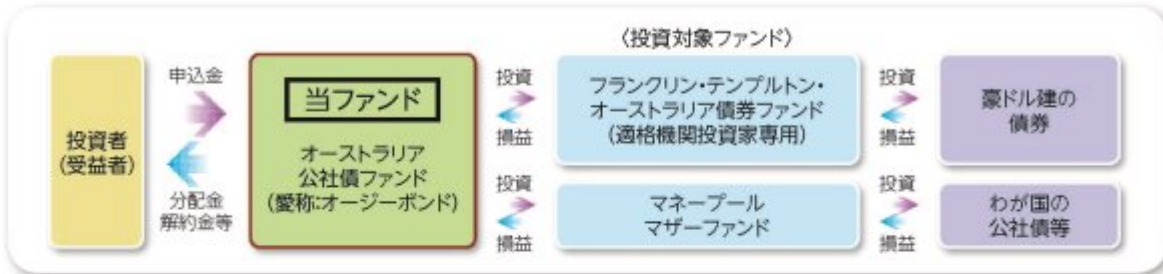 〈投資対象ファンド〉
投資者
(受益者)
申込金
分配金
解約金等
当ファンド
オーストラリア
公社債ファンド
(愛称:オージーボンド)
投資
損益
投資
損益
フランクリン・テンプルトン・
オーストラリア債券ファンド
(適格機関投資家専用)
マネープール
マザーファンド
投資
損益
投資
損益
豪ドル建の
債券
わが国の
公社債等